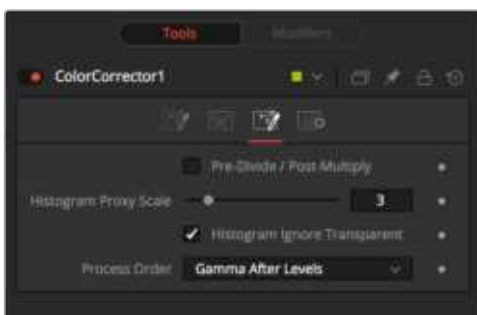 Tools Modifiers
ColorCorrector1
Pre-Divide / Post-Multiply
Histogram Proxy Scale 3
Histogram Ignore Transparent
Process Order Gamma After Levels